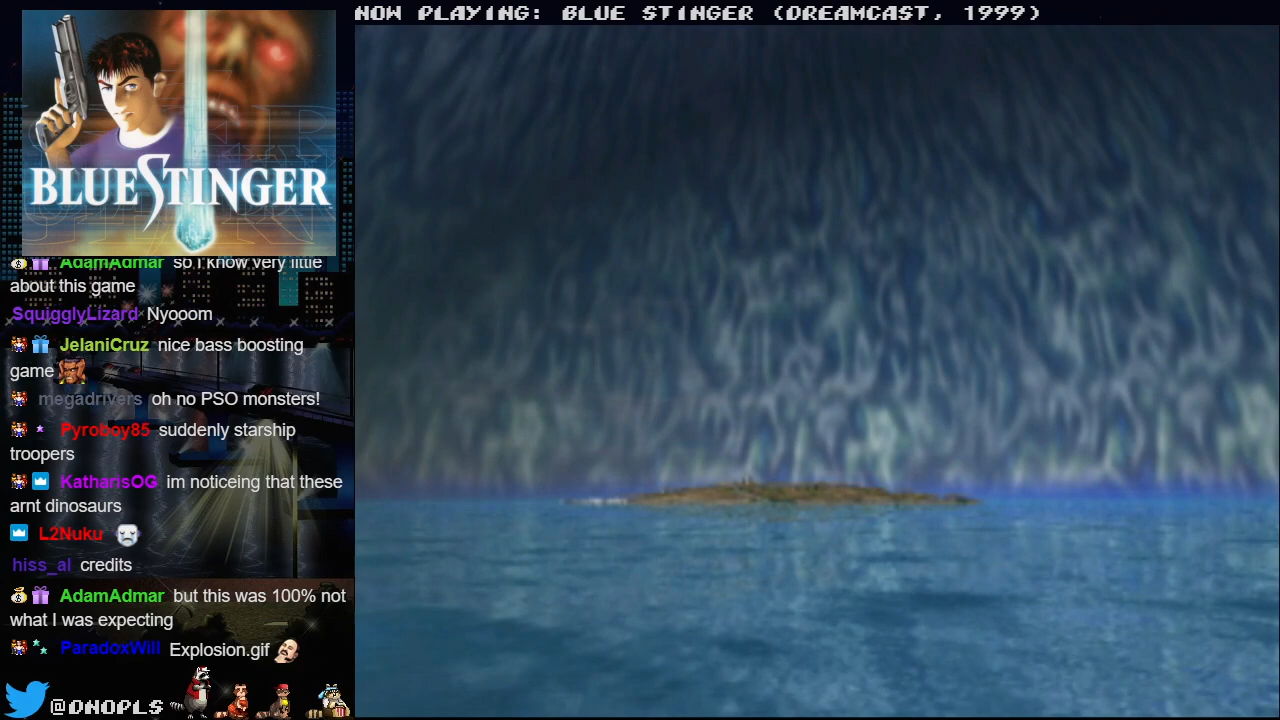 NOW PLAYING: BLUE STINGER (DREAMCAST, 1999)
BLUE STINGER
AdamAdmar so I know very little
about this game
SquigglyLizard Nyooom
JelaniCruz nice bass boosting
game
megadrivers oh no PSO monsters!
Pyroboy85 suddenly starship
troopers
KatharisOG im noticeing that these
arnt dinosaurs
L2Nuku
hiss_al credits
AdamAdmar but this was 100% not
what I was expecting
ParadoxWill Explosion.gif
@DHOPLS